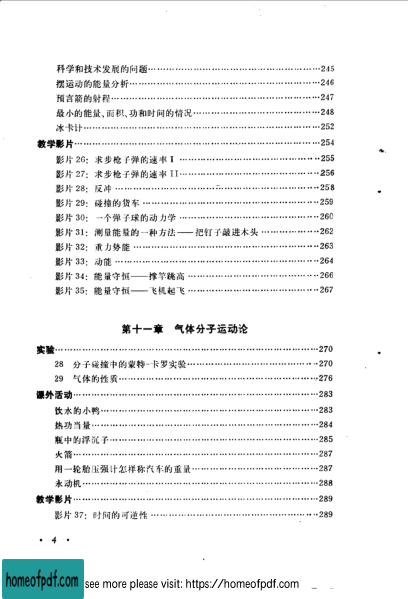 科学和技术发展的问题……245
摆运动的能量分析……246
预言箭的射程……247
最小的能量、面积、功和时间的情况……248
冰卡计……252
教学影片……254
影片 26: 求步枪子弹的速率 I ……255
影片 27: 求步枪子弹的速率 II……256
影片 28: 反冲……258
影片 29: 碰撞的货车……259
影片 30: 一个弹子球的动力学……260
影片 31: 测量能量的一种方法——把钉子敲进木头……262
影片 32: 重力势能……263
影片 33: 动能……264
影片 34: 能量守恒——撑竿跳高……266
影片 35: 能量守恒——飞机起飞……267
第十一章 气体分子运动论
实验……270
28 分子碰撞中的蒙特-卡罗实验……270
29 气体的性质……276
课外活动……283
饮水的小鸭……283
热功当量……284
瓶中的浮沉子……285
火箭……287
用一轮胎压强计怎样称汽车的重量……287
永动机……288
教学影片……289
影片 37: 时间的可逆性……289
• 4 •
homeofpdf.com
see more please visit: https://homeofpdf.com